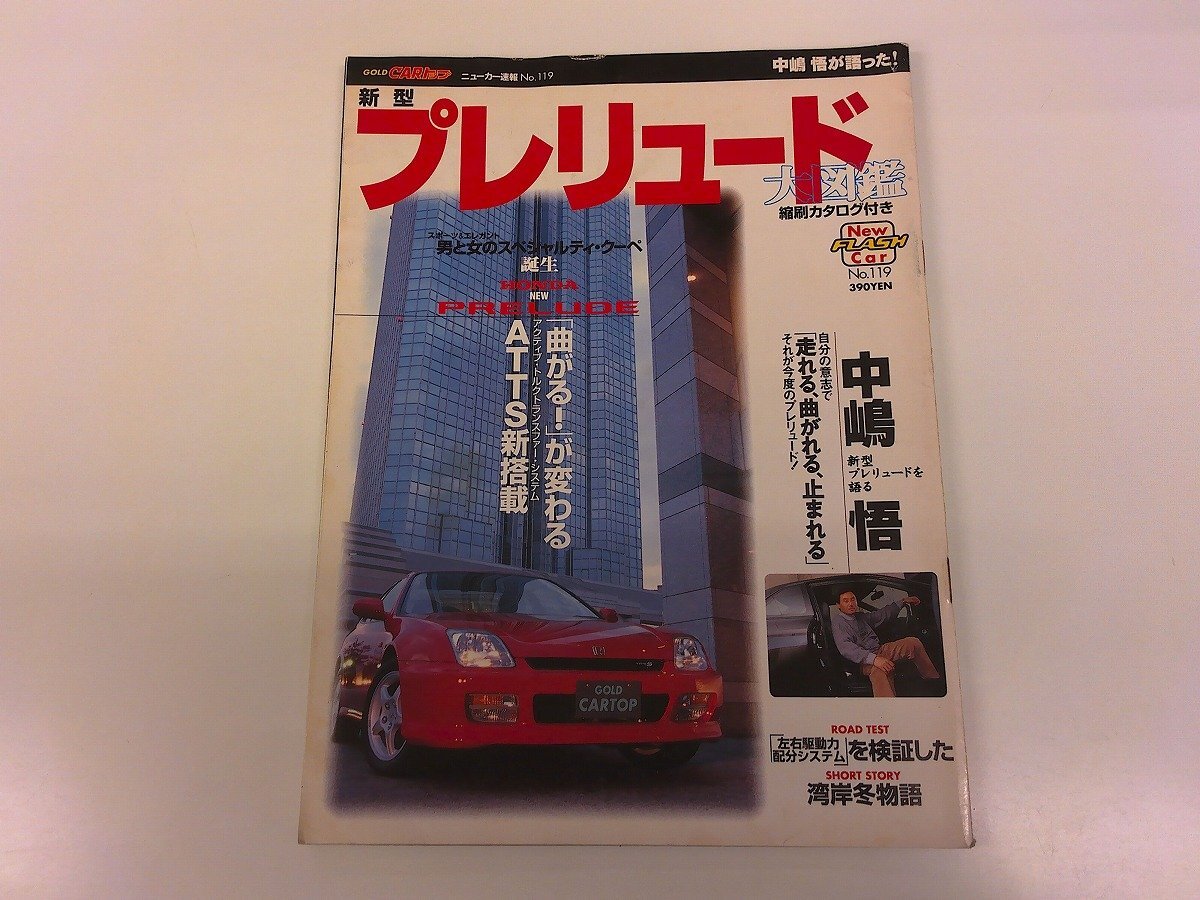 GOLD CARトップ ニューカー速報 No.119
中嶋 悟が語った!
新型
プレリュード
大図鑑
縮刷カタログ付き
New
FLASH
Car
No.119
390YEN
スポーツ&エレガント
男と女のスペシャルティ・クーペ
誕生
HONDA
NEW
PRELUDE
「曲がる!」が変わる
アクティブ・トルクトランスファー・システム
ATTS新搭載
中嶋 悟
新型
プレリュードを
語る
自分の意志で
「走れる、曲がれる、止まれる」
それが今度のプレリュード!
GOLD
CARTOP
ROAD TEST
「左右駆動力
配分システム」を検証した
SHORT STORY
湾岸冬物語